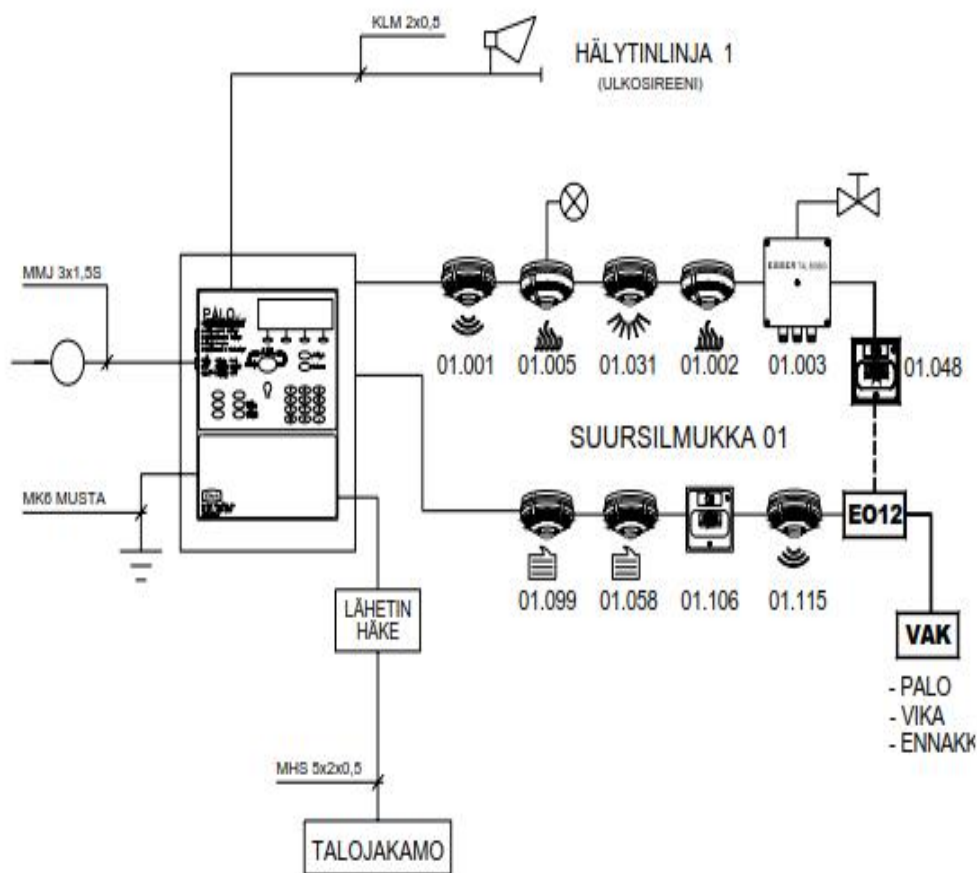 KLM 2x0,5
HÄLYTINLINJA 1
(ULKOSIREENI)
MMJ 3x1,5S
PALO
ESSER
01.001
01.005
01.031
01.002
01.003
01.048
SUURSILMUKKA 01
MK6 MUSTA
EO12
01.099
01.058
01.106
01.115
LÄHETIN
HÄKE
VAK
- PALO
- VIKA
- ENNAKK
MHS 5x2x0,5
TALOJAKAMO